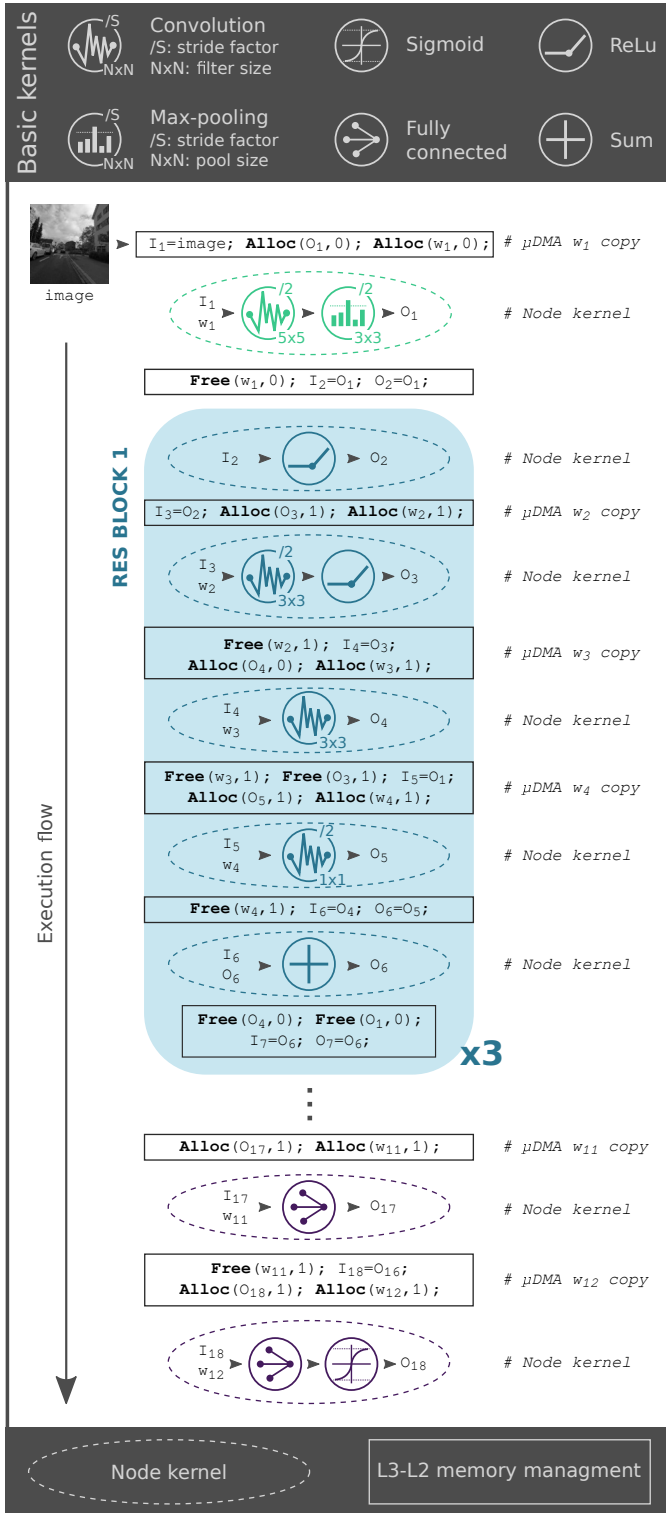 Basic kernels
/S
NxN
Convolution
/S: stride factor
NxN: filter size
Sigmoid
ReLu
/S
NxN
Max-pooling
/S: stride factor
NxN: pool size
Fully
connected
Sum
image
I1=image; Alloc(O1,0); Alloc(w1,0);
# µDMA w1 copy
I1
w1
/2
5x5
/2
3x3
O1
# Node kernel
Free(w1,0); I2=O1; O2=O1;
Execution flow
RES BLOCK 1
I2
O2
# Node kernel
I3=O2; Alloc(O3,1); Alloc(w2,1);
# µDMA w2 copy
I3
w2
/2
3x3
O3
# Node kernel
Free(w2,1); I4=O3;
Alloc(O4,0); Alloc(w3,1);
# µDMA w3 copy
I4
w3
3x3
O4
# Node kernel
Free(w3,1); Free(O3,1); I5=O1;
Alloc(O5,1); Alloc(w4,1);
# µDMA w4 copy
I5
w4
/2
1x1
O5
# Node kernel
Free(w4,1); I6=O4; O6=O5;
I6
O6
O6
# Node kernel
Free(O4,0); Free(O1,0);
I7=O6; O7=O6;
x3
Alloc(O17,1); Alloc(w11,1);
# µDMA w11 copy
I17
w11
O17
# Node kernel
Free(w11,1); I18=O16;
Alloc(O18,1); Alloc(w12,1);
# µDMA w12 copy
I18
w12
O18
# Node kernel
Node kernel
L3-L2 memory managment